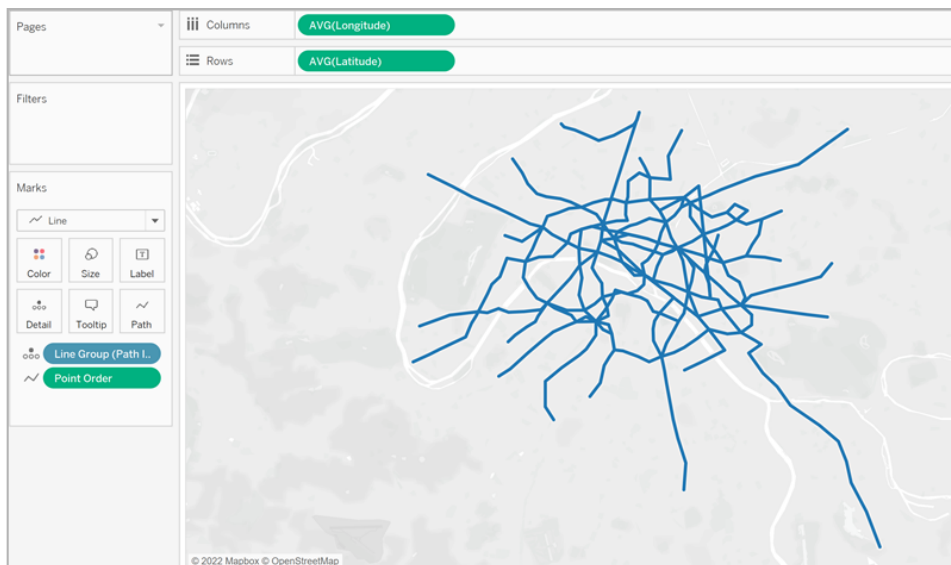 Pages
Columns
AVG(Longitude)
Rows
AVG(Latitude)
Filters
Marks
Line
Color
Size
T
Label
Detail
Tooltip
Path
Line Group (Path I..
Point Order
© 2022 Mapbox © OpenStreetMap